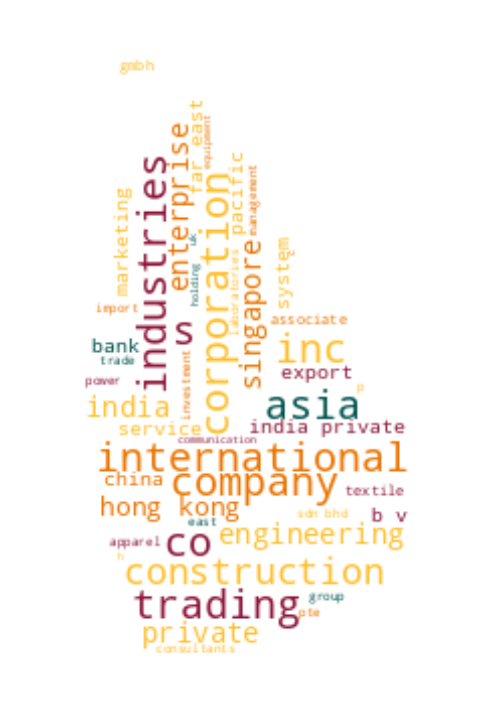 gmbh
far east
equipment
enterprise
industries
pacific
management
corporation
marketing
uk
system
singapore
laboratories
holding
import
associate
s
bank
inc
trade
investment
export
power
p
asia
india
service
india private
communication
international
china
company
textile
hong kong
sdn bhd
b v
east
engineering
apparel
co
h
construction
trading
group
pte
private
consultants